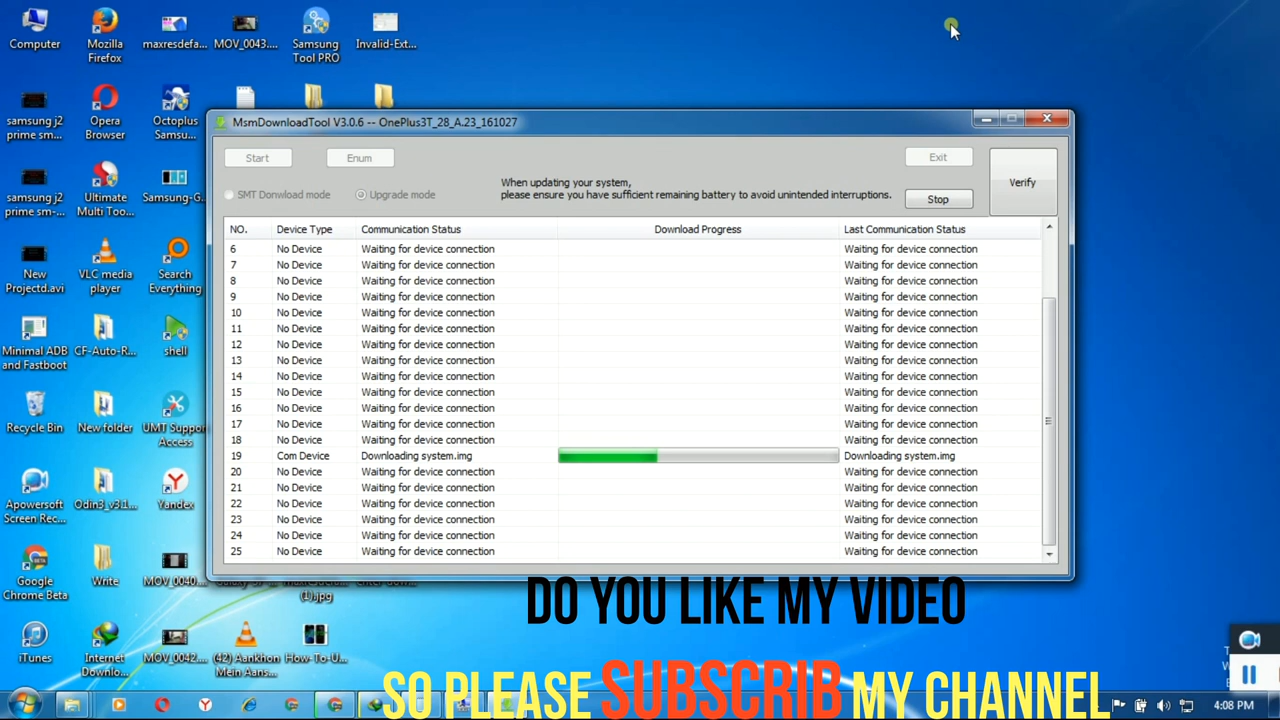 Computer
Mozilla
Firefox
maxresdefa...
MOV_0043....
Samsung
Tool PRO
Invalid-Ext...
samsung j2
prime sm...
Opera
Browser
Octoplus
Samsu...
samsung j2
prime sm-...
Ultimate
Multi Too...
Samsung-G...
New
Projectd.avi
VLC media
player
Search
Everything
Minimal ADB
and Fastboot
CF-Auto-R...
shell
Recycle Bin
New folder
UMT Support
Access
Apowersoft
Screen Rec...
Odin3_v3.1...
Yandex
Google
Chrome Beta
Write
MOV_0040....
(1).jpg
iTunes
Internet
Downlo...
MOV_0042....
(42) Aankhon
Mein Aans...
How-To-U...
MsmDownloadTool V3.0.6 -- OnePlus3T_28_A.23_161027
Start
Enum
Exit
Verify
SMT Donwload mode
Upgrade mode
When updating your system,
please ensure you have sufficient remaining battery to avoid unintended interruptions.
Stop
NO. Device Type Communication Status Download Progress Last Communication Status
6 No Device Waiting for device connection Waiting for device connection
7 No Device Waiting for device connection Waiting for device connection
8 No Device Waiting for device connection Waiting for device connection
9 No Device Waiting for device connection Waiting for device connection
10 No Device Waiting for device connection Waiting for device connection
11 No Device Waiting for device connection Waiting for device connection
12 No Device Waiting for device connection Waiting for device connection
13 No Device Waiting for device connection Waiting for device connection
14 No Device Waiting for device connection Waiting for device connection
15 No Device Waiting for device connection Waiting for device connection
16 No Device Waiting for device connection Waiting for device connection
17 No Device Waiting for device connection Waiting for device connection
18 No Device Waiting for device connection Waiting for device connection
19 Com Device Downloading system.img Downloading system.img
20 No Device Waiting for device connection Waiting for device connection
21 No Device Waiting for device connection Waiting for device connection
22 No Device Waiting for device connection Waiting for device connection
23 No Device Waiting for device connection Waiting for device connection
24 No Device Waiting for device connection Waiting for device connection
25 No Device Waiting for device connection Waiting for device connection
DO YOU LIKE MY VIDEO
SO PLEASE SUBSCRIB MY CHANNEL
4:08 PM